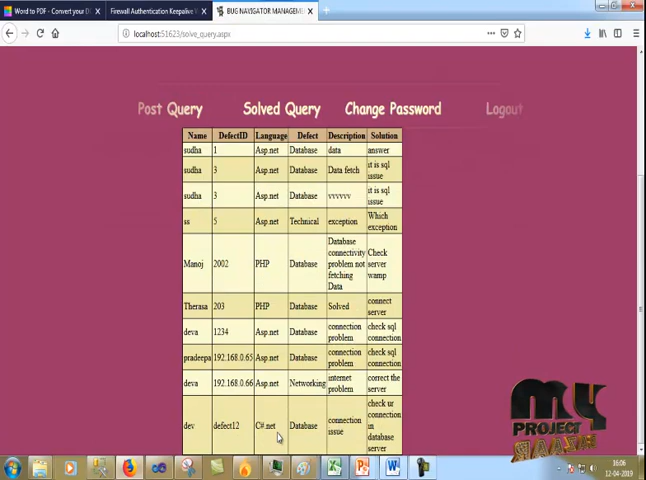 Word to PDF - Convert your D
Firewall Authentication Keepalive
BUG NAVIGATOR MANAGEM
localhost:51623/solve_query.aspx
Post Query Solved Query Change Password Logout
Name DefectID Language Defect Description Solution
sudha 1 Asp.net Database data answer
sudha 3 Asp.net Database Data fetch it is sql issue
sudha 3 Asp.net Database vvvvvv it is sql issue
ss 5 Asp.net Technical exception Which exception
Manoj 2002 PHP Database Database connectivity problem not fetching Data Check server wamp
Therasa 203 PHP Database Solved connect server
deva 1234 Asp.net Database connection problem check sql connection
pradeepa 192.168.0.65 Asp.net Database connection problem check sql connection
deva 192.168.0.66 Asp.net Networking internet problem correct the server
dev defect12 C#.net Database connection issue check ur connection in database server
my
PROJECT
BAZAAR
16:06
12-04-2019